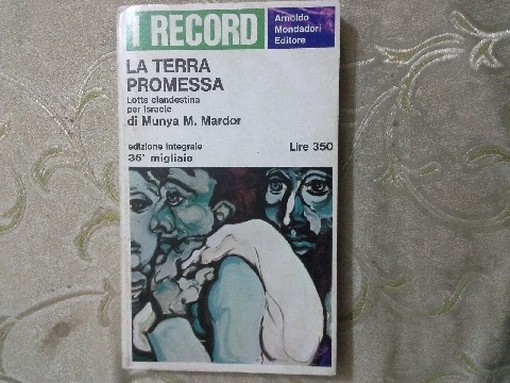 I RECORD
Arnoldo
Mondadori
Editore
LA TERRA
PROMESSA
Lotta clandestina
per Israele
di Munya M. Mardor
edizione integrale
Lire 350
36° migliaio